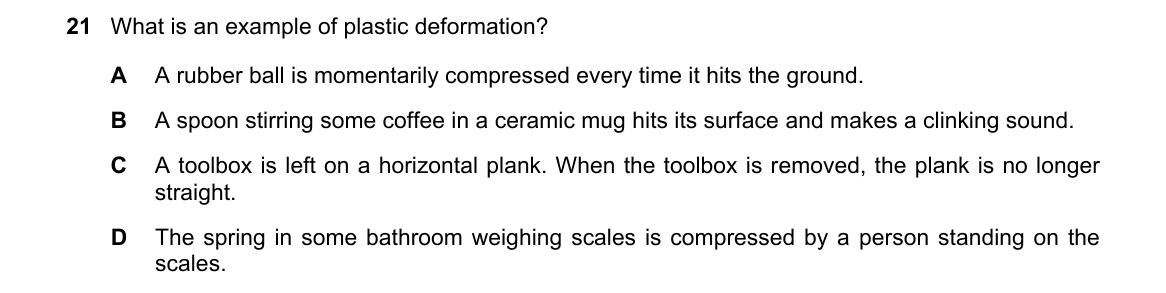 21 What is an example of plastic deformation?
A A rubber ball is momentarily compressed every time it hits the ground.
B A spoon stirring some coffee in a ceramic mug hits its surface and makes a clinking sound.
C A toolbox is left on a horizontal plank. When the toolbox is removed, the plank is no longer
straight.
D The spring in some bathroom weighing scales is compressed by a person standing on the
scales.